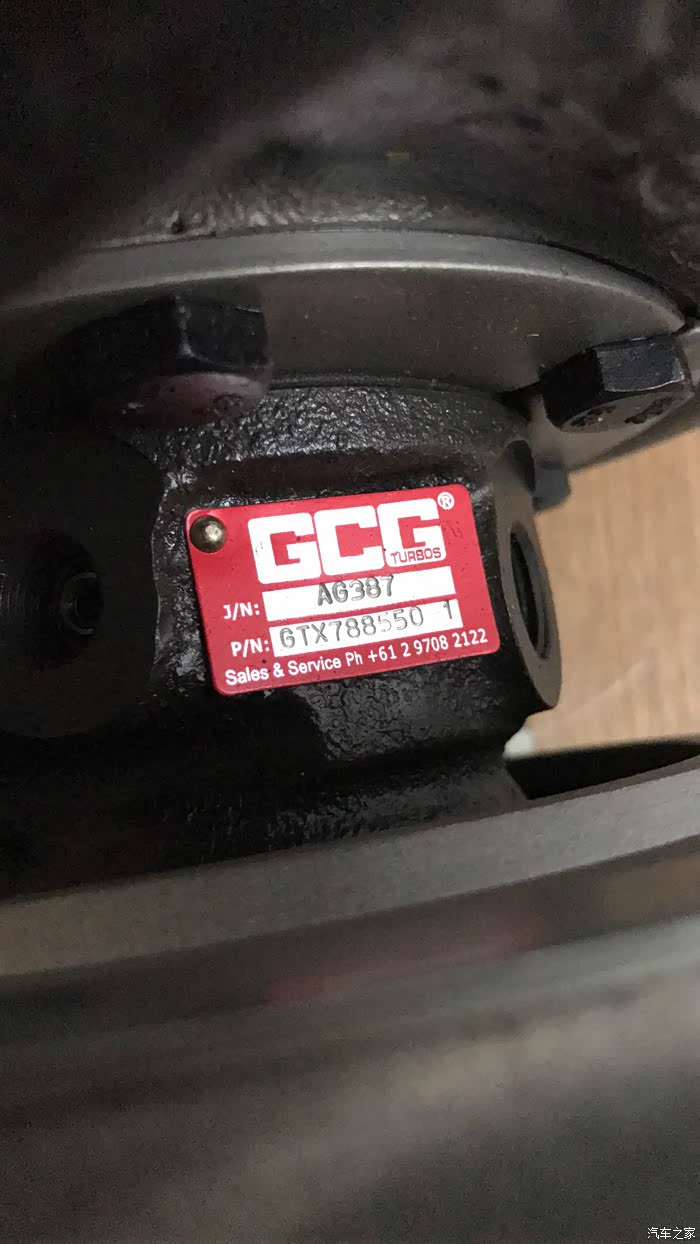 GCG®
TURBOS
J/N: AG387
P/N: GTX788550 1
Sales & Service Ph +61 2 9708 2122
汽车之家